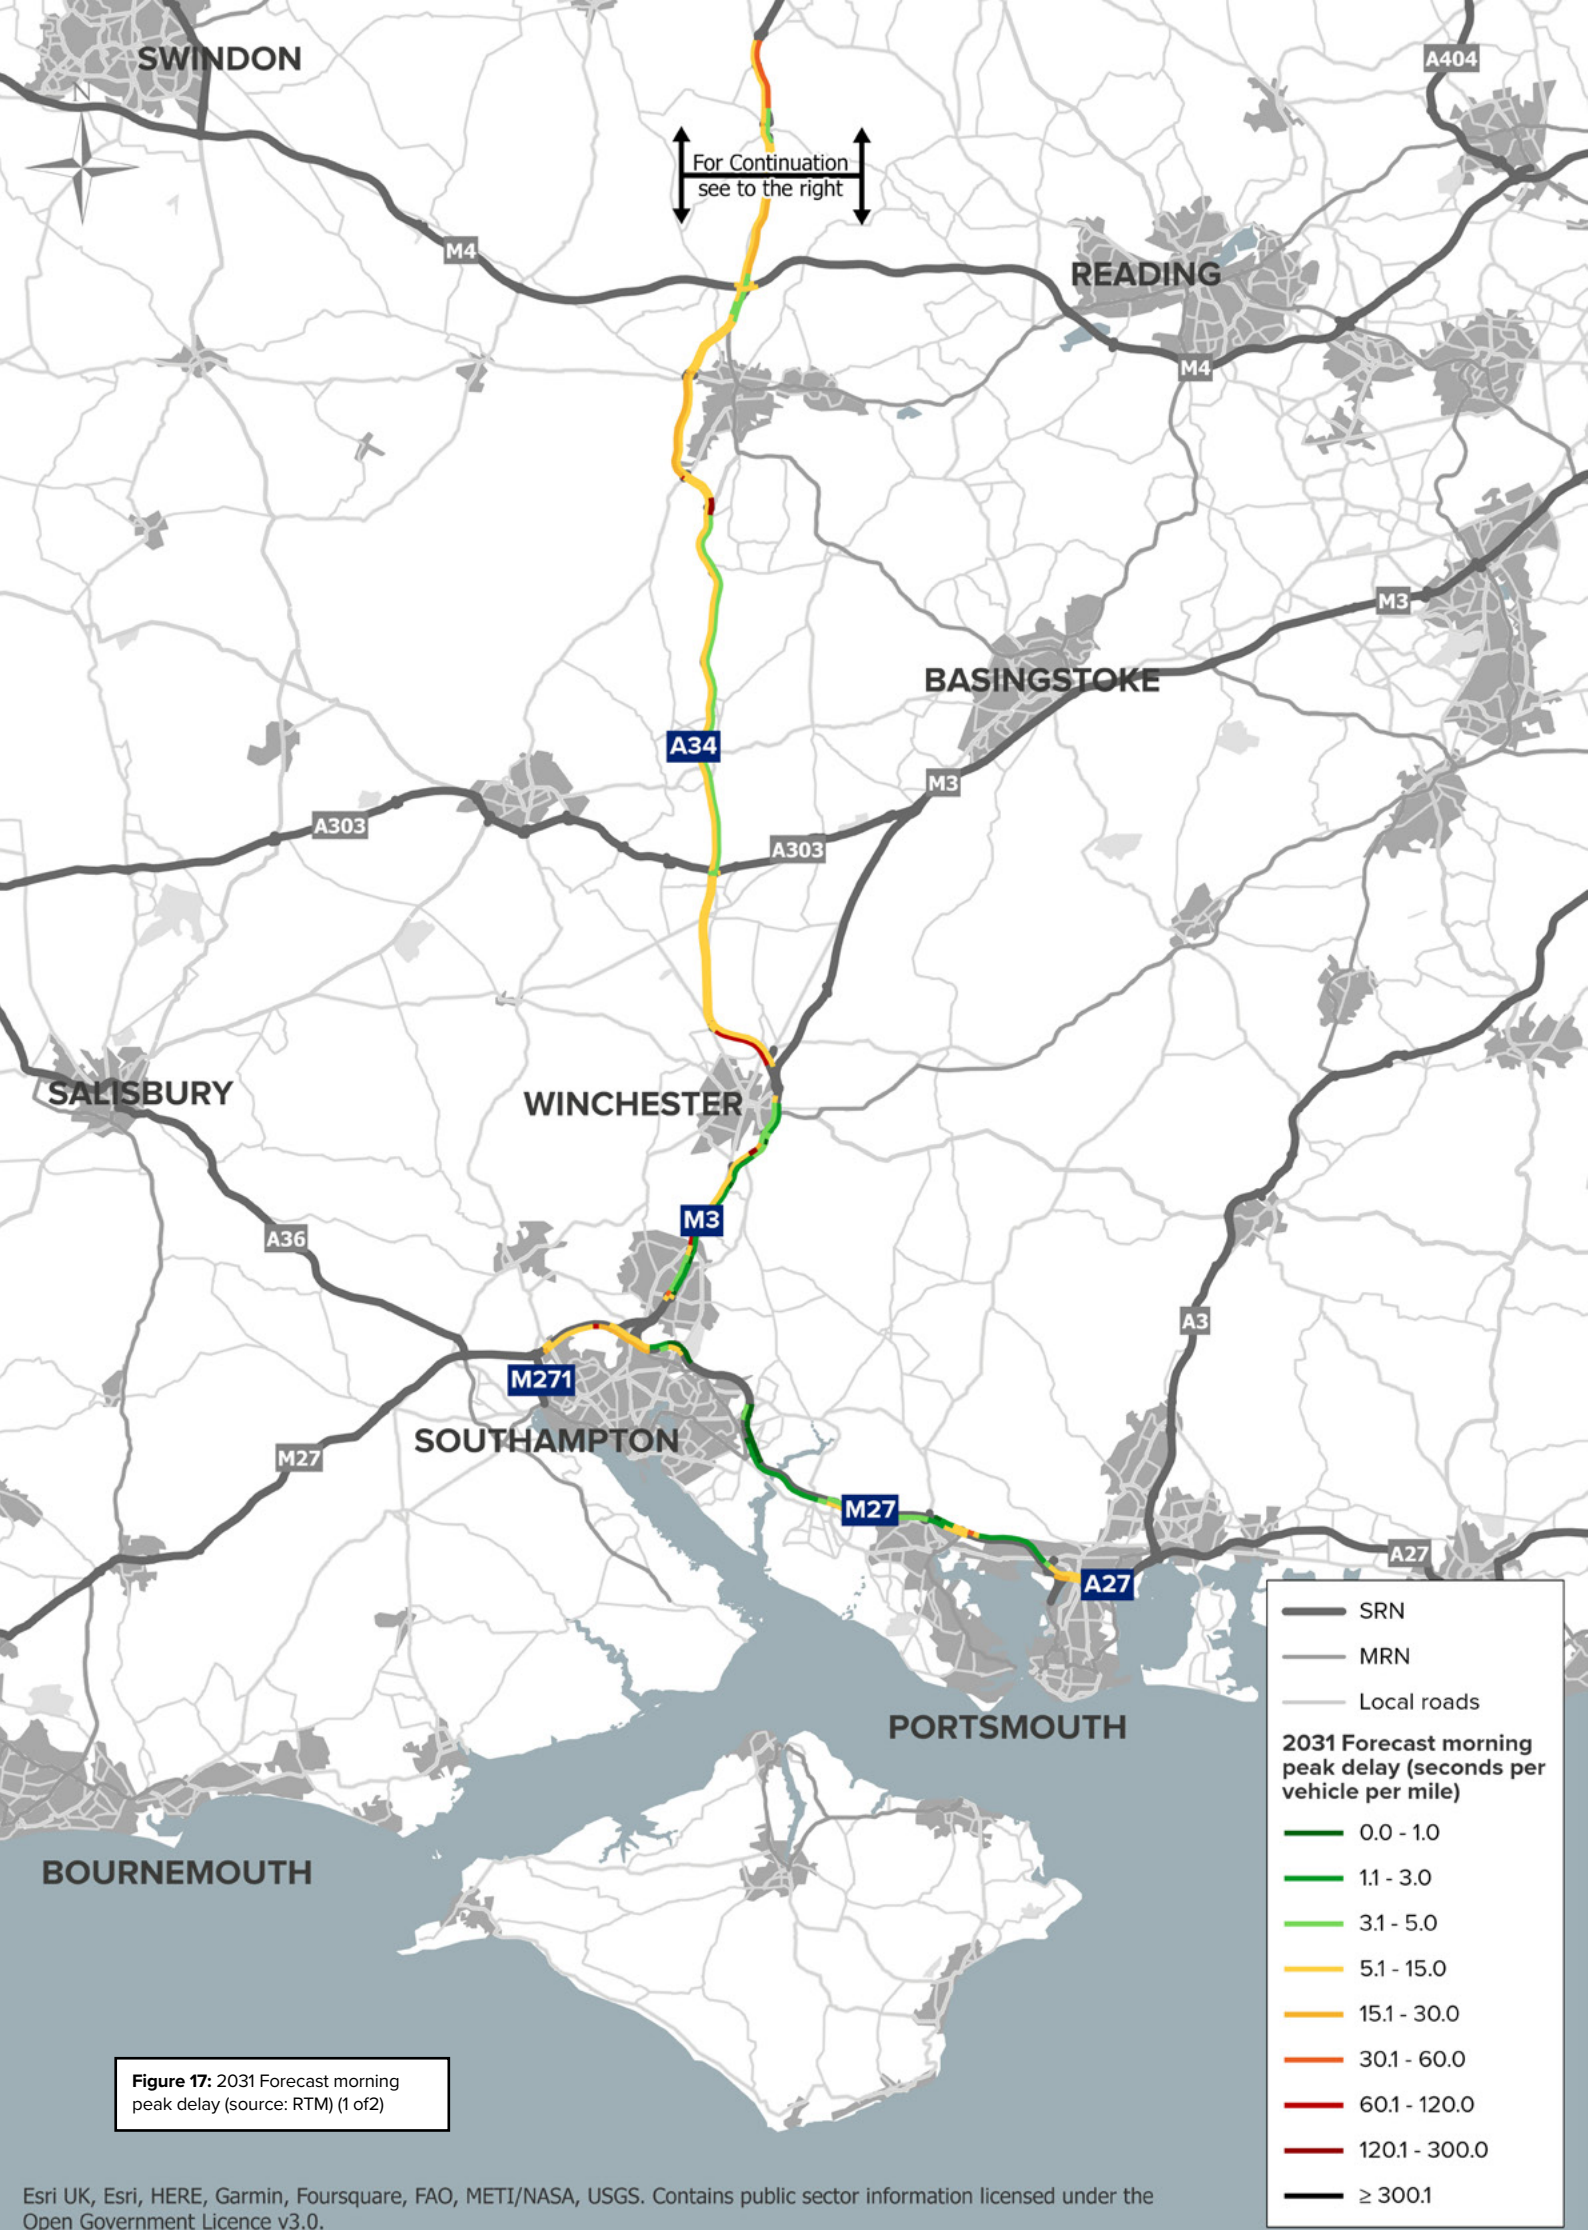 SWINDON
A404
N
For Continuation
see to the right
M4
READING
M4
M3
BASINGSTOKE
A34
M3
A303
A303
SALISBURY
WINCHESTER
M3
A36
A3
M271
SOUTHAMPTON
M27
M27
A27
A27
PORTSMOUTH
BOURNEMOUTH
SRN
MRN
Local roads
2031 Forecast morning
peak delay (seconds per
vehicle per mile)
0.0 - 1.0
1.1 - 3.0
3.1 - 5.0
5.1 - 15.0
15.1 - 30.0
30.1 - 60.0
60.1 - 120.0
120.1 - 300.0
≥ 300.1
Figure 17: 2031 Forecast morning
peak delay (source: RTM) (1 of2)
Esri UK, Esri, HERE, Garmin, Foursquare, FAO, METI/NASA, USGS. Contains public sector information licensed under the
Open Government Licence v3.0.